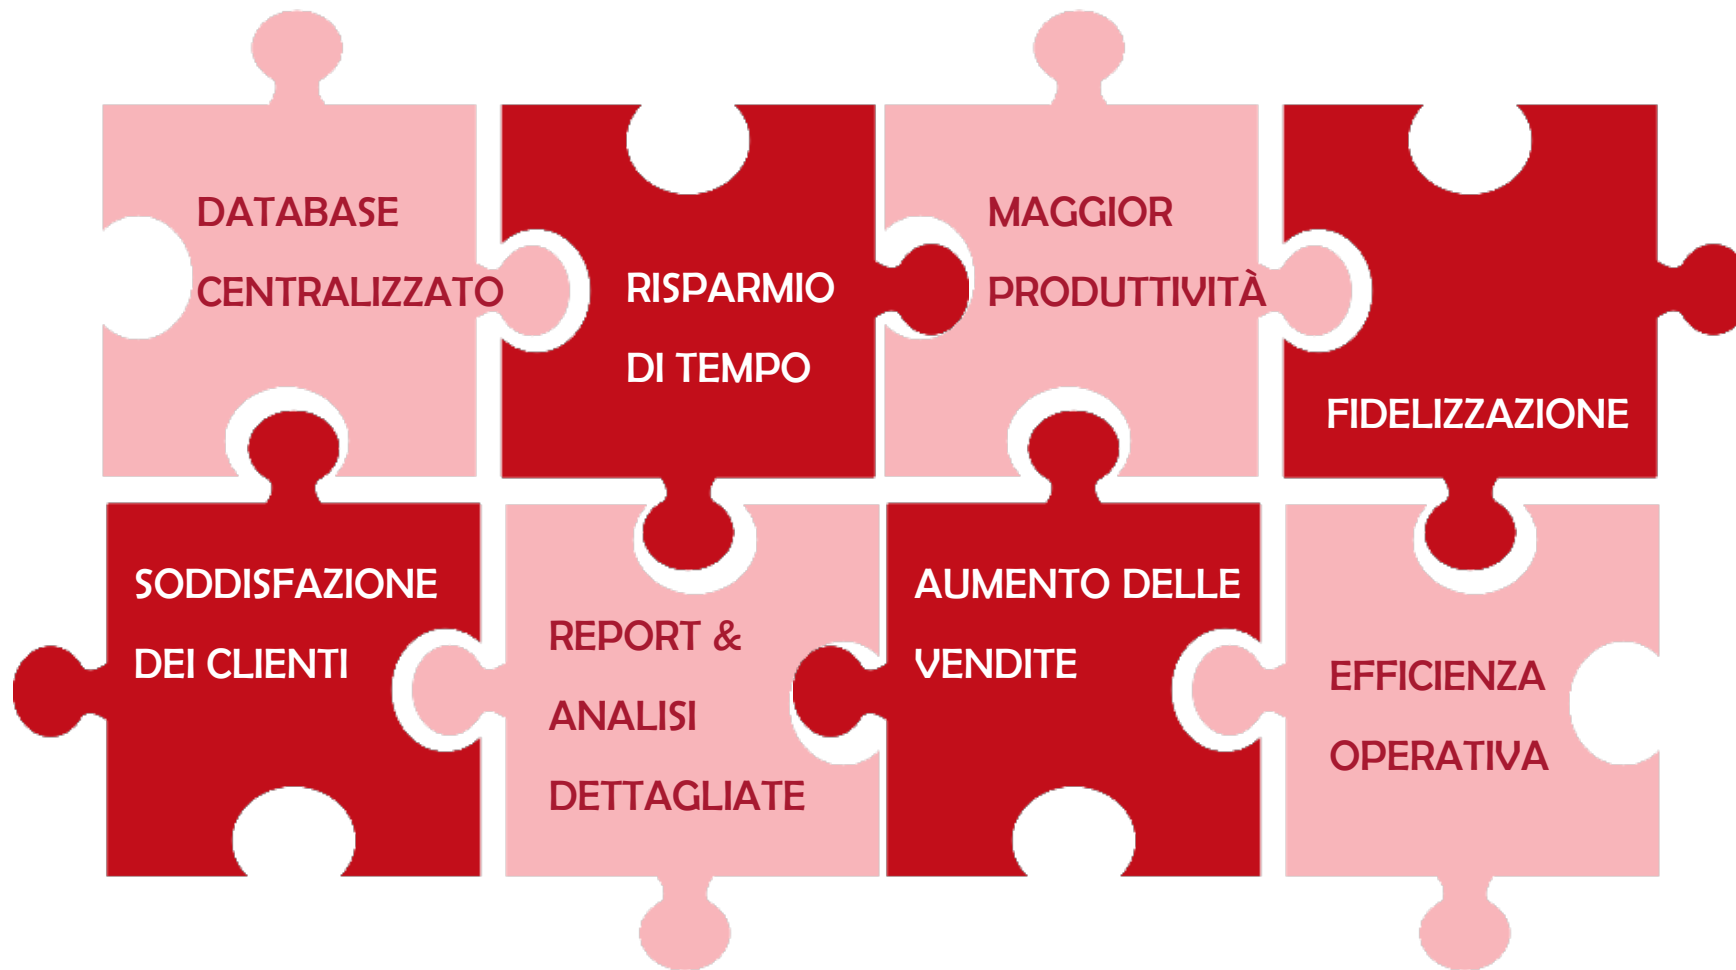 DATABASE
CENTRALIZZATO
RISPARMIO
DI TEMPO
MAGGIOR
PRODUTTIVITÀ
FIDELIZZAZIONE
SODDISFAZIONE
DEI CLIENTI
REPORT &
ANALISI
DETTAGLIATE
AUMENTO DELLE
VENDITE
EFFICIENZA
OPERATIVA